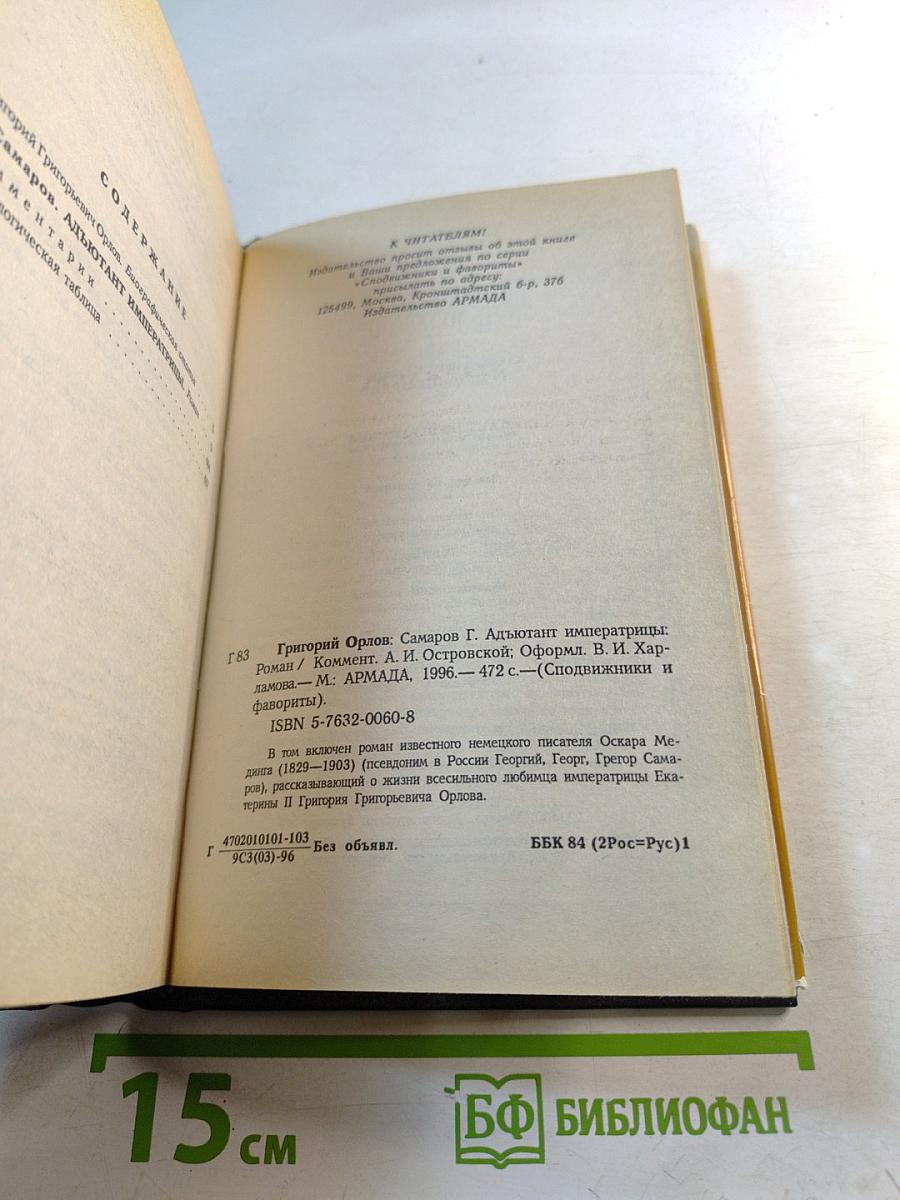 СОДЕРЖАНИЕ
игорий Григорьевич Орлов. Биографическая
Самаров. АДЪЮТАНТ ИМПЕРАТРИЦЫ.
ментарии
логическая таблица
К ЧИТАТЕЛЯМ!
Издательство просит отзывы об этой книге
и Ваши предложения по серии
«Сподвижники и фавориты»
присылать по адресу:
125499, Москва, Кронштадтский б-р, 37б
Издательство АРМАДА
Г 83
Григорий Орлов: Самаров Г. Адъютант императрицы:
Роман / Коммент. А. И. Островской; Оформл. В. И. Хар-
ламова.— М.: АРМАДА, 1996.— 472 с.—(Сподвижники и
фавориты).
ISBN 5-7632-0060-8
В том включен роман известного немецкого писателя Оскара Ме-
динга (1829—1903) (псевдоним в России Георгий, Георг, Грегор Сама-
ров), рассказывающий о жизни всесильного любимца императрицы Ека-
терины II Григория Григорьевича Орлова.
Г 4702010101-103 Без объявл.
9С3(03)-96
ББК 84 (2Рос=Рус)1
15 см
БФ БИБЛИОФАН